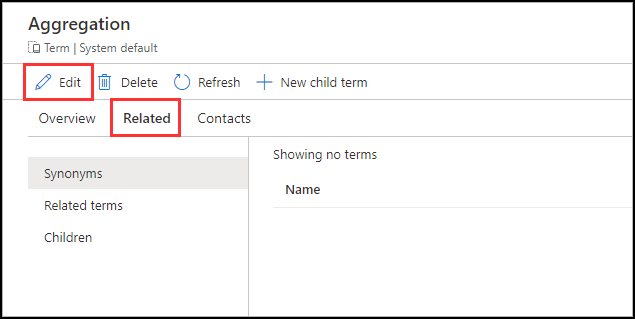 Aggregation
Term | System default
Edit Delete Refresh New child term
Overview Related Contacts
Showing no terms
Synonyms
Name
Related terms
Children